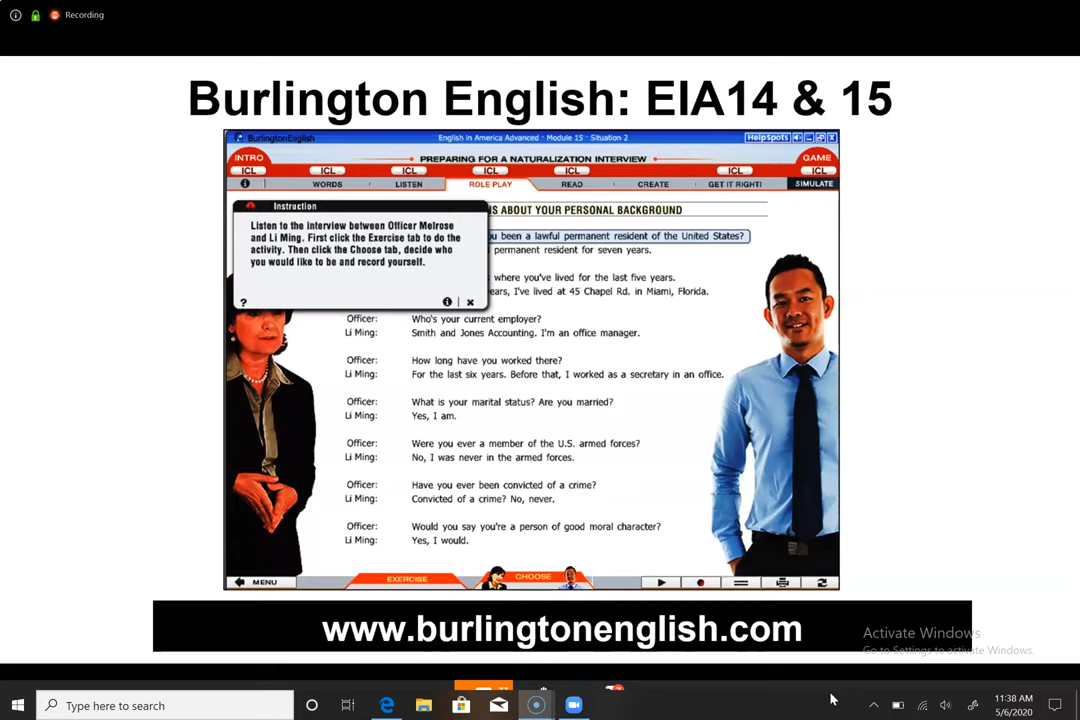 Recording
Burlington English: EIA14 & 15
BurlingtonEnglish English in America Advanced · Module 15 · Situation 2 HelpSpots
INTRO PREPARING FOR A NATURALIZATION INTERVIEW GAME
ICL ICL ICL ICL ICL ICL ICL
WORDS LISTEN ROLE PLAY READ CREATE GET IT RIGHT! SIMULATE
Instruction
Listen to the interview between Officer Melrose
and Li Ming. First click the Exercise tab to do the
activity. Then click the Choose tab, decide who
you would like to be and record yourself.
?
ABOUT YOUR PERSONAL BACKGROUND
been a lawful permanent resident of the United States?
permanent resident for seven years.
where you've lived for the last five years.
I've lived at 45 Chapel Rd. in Miami, Florida.
Officer: Who's your current employer?
Li Ming: Smith and Jones Accounting. I'm an office manager.
Officer: How long have you worked there?
Li Ming: For the last six years. Before that, I worked as a secretary in an office.
Officer: What is your marital status? Are you married?
Li Ming: Yes, I am.
Officer: Were you ever a member of the U.S. armed forces?
Li Ming: No, I was never in the armed forces.
Officer: Have you ever been convicted of a crime?
Li Ming: Convicted of a crime? No, never.
Officer: Would you say you're a person of good moral character?
Li Ming: Yes, I would.
MENU EXERCISE CHOOSE
www.burlingtonenglish.com
Activate Windows
Go to Settings to activate Windows.
Type here to search
11:38 AM
5/6/2020